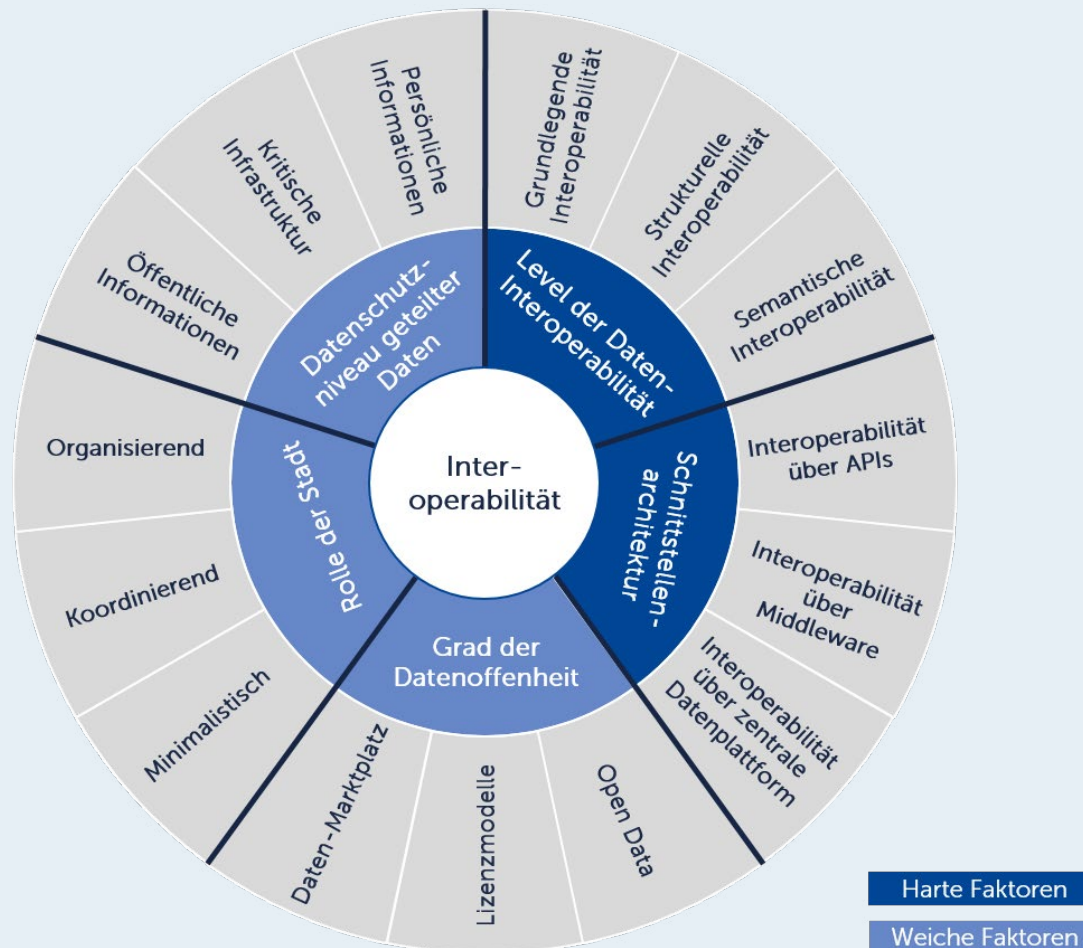 Inter-
operabilität
Level der Daten-
Interoperabilität
Grundlegende
Interoperabilität
Strukturelle
Interoperabilität
Semantische
Interoperabilität
Schnittstellen-
architektur
Interoperabilität
über APIs
Interoperabilität
über
Middleware
Interoperabilität
über zentrale
Datenplattform
Grad der
Datenoffenheit
Open Data
Lizenzmodelle
Daten-Marktplatz
Rolle der Stadt
Minimalistisch
Koordinierend
Organisierend
Datenschutz-
niveau geteilter
Daten
Öffentliche
Informationen
Kritische
Infrastruktur
Persönliche
Informationen
Harte Faktoren
Weiche Faktoren